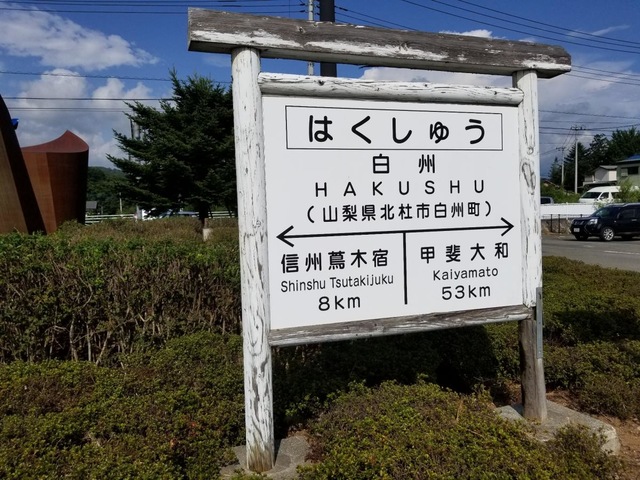 はくしゅう
白州
HAKUSHU
(山梨県北杜市白州町)
信州蔦木宿
Shinshu Tsutakijuku
8km
甲斐大和
Kaiyamato
53km